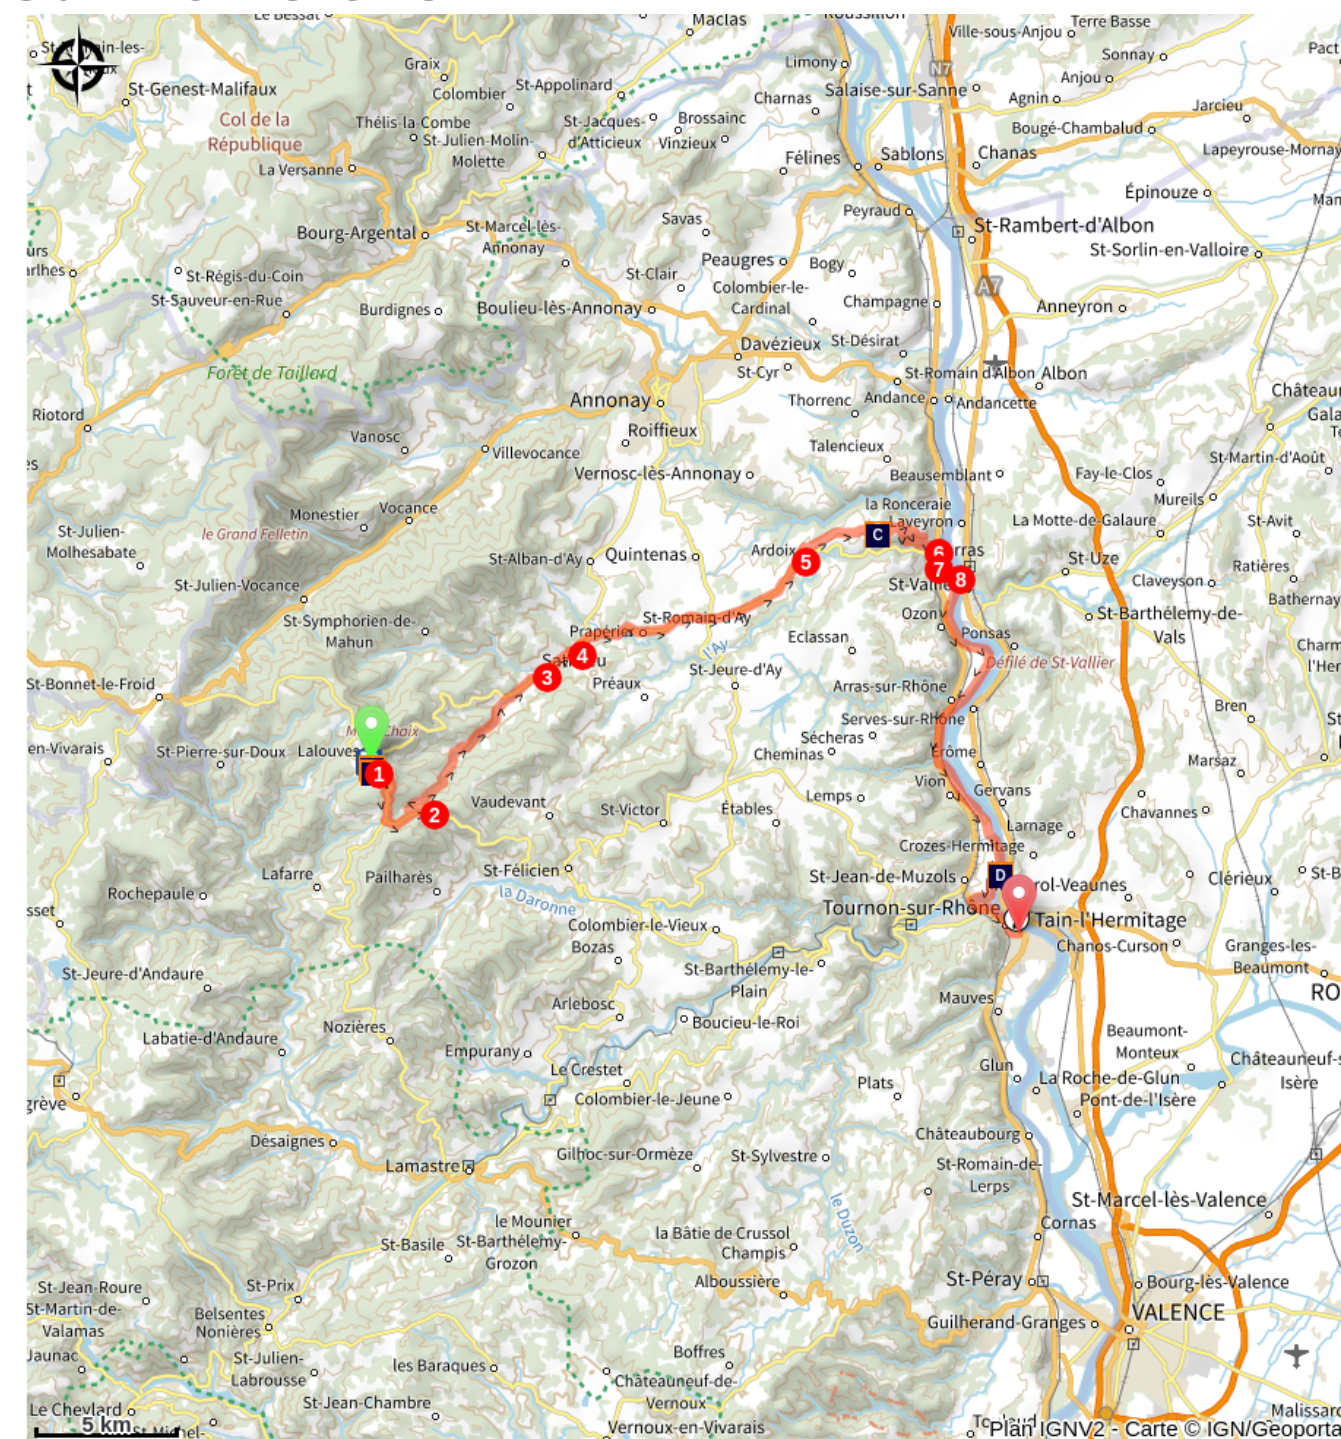 Le Bessat
Maclas
Roussillon
Terre Basse
Ville-sous-Anjou
Graix
Limony
N7
Sonnay
Pact
St-Genest-Malifaux
Colombier
St-Appolinard
Charnas
Salaise-sur-Sanne
Anjou
Agnin
Jarcieu
Col de la
République
Thélis-la-Combe
St-Jacques-
d'Atticieux
Brossainc
Bougé-Chambalud
St-Julien-Molin-
Molette
Vinzieux
Félines
Sablons
Chanas
Lapeyrouse-Mornay
La Versanne
Épinouze
Bourg-Argental
St-Marcel-lès-
Annonay
Savas
Peyraud
St-Rambert-d'Albon
St-Sorlin-en-Valloire
St-Régis-du-Coin
St-Clair
Peaugres
Bogy
St-Sauveur-en-Rue
Burdignes
Boulieu-lès-Annonay
Colombier-le-
Cardinal
Champagne
A7
Anneyron
Davézieux
St-Désirat
Forêt de Taillard
St-Cyr
St-Romain d'Albon
Albon
Riotord
Annonay
Thorrenc
Andance
Andancette
Vanosc
Roiffieux
Villevocance
Talencieux
Vernosc-lès-Annonay
Beausemblant
Fay-le-Clos
St-Martin-d'Août
Mureils
Monestier
Vocance
la Ronceraie
Laveyron
La Motte-de-Galaure
St-Avit
St-Julien-
Molhesabate
le Grand Felletin
C
St-Alban-d'Ay
Quintenas
Ardoix
5
6
7
8
St-Uze
Ratières
St-Julien-Vocance
Claveyson
Bathernay
St-Symphorien-de-
Mahun
St-Romain-d'Ay
Ozon
St-Barthélemy-de-
Vals
Eclassan
Ponsas
l'Ay
4
3
Préaux
St-Jeure-d'Ay
Défilé de St-Vallier
St-Bonnet-le-Froid
Arras-sur-Rhône
Bren
Serves-sur-Rhône
Sécheras
en-Vivarais
St-Pierre-sur-Doux
Cheminas
Érôme
Marsaz
1
Vion
Gervans
2
Vaudevant
St-Victor
Étables
Lemps
Chavannes
Larnage
Crozes-Hermitage
Lafarre
Pailharès
St-Félicien
St-Jean-de-Muzols
D
Clérieux
Rochepaule
la Daronne
Tournon-sur-Rhône
Tain-l'Hermitage
Colombier-le-Vieux
Bozas
Chanos-Curson
Granges-les-
Beaumont
St-Jeure-d'Andaure
St-Barthélemy-le-
Plain
Mauves
Arlebosc
Boucieu-le-Roi
Labatie-d'Andaure
Nozières
Empurany
Beaumont-
Monteux
Glun
Le Crestet
Plats
La Roche-de-Glun
Colombier-le-Jeune
Pont-de-l'Isère
Désaignes
Châteaubourg
Lamastre
Gilhoc-sur-Ormèze
St-Sylvestre
St-Romain-de-
Lerps
St-Marcel-lès-Valence
le Mounier
le Duzon
Cornas
St-Basile
St-Barthélemy-
Grozon
la Bâtie de Crussol
Champis
St-Jean-Roure
St-Prix
Alboussière
St-Péray
Bourg-lès-Valence
St-Martin-de-
Valamas
Belsentes
Nonières
Guilherand-Granges
VALENCE
Jaunac
St-Julien-
Labrousse
les Baraques
Boffres
Châteauneuf-de-
Vernoux
Le Cheylard
St-Jean-Chambre
5 km
Vernoux-en-Vivarais
Plan IGNV2 - Carte © IGN/Geoporta